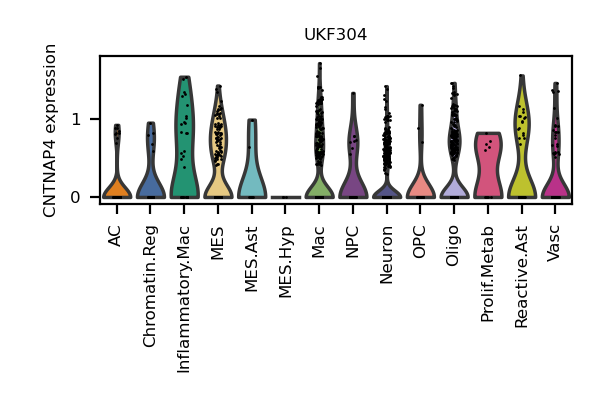 UKF304
CNTNAP4 expression
1
0
AC
Chromatin.Reg
Inflammatory.Mac
MES
MES.Ast
MES.Hyp
Mac
NPC
Neuron
OPC
Oligo
Prolif.Metab
Reactive.Ast
Vasc